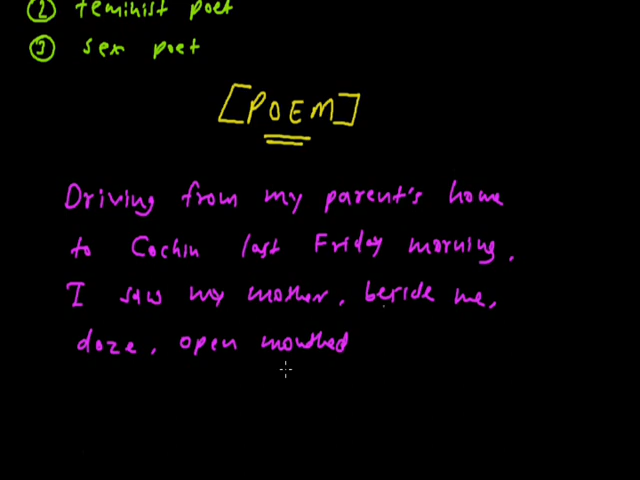 ② feminist poet
③ sex poet
[POEM]
Driving from my parent's home
to Cochin last Friday morning,
I saw my mother, beside me,
doze, open mouthed